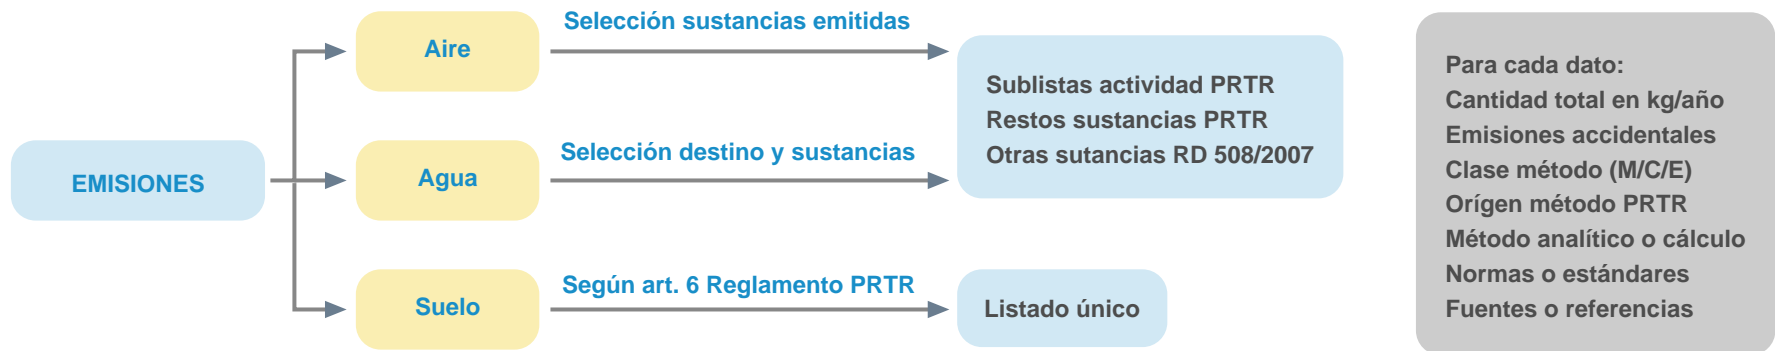 EMISIONES
Aire
Selección sustancias emitidas
Agua
Selección destino y sustancias
Sublistas actividad PRTR
Restos sustancias PRTR
Otras sutancias RD 508/2007
Suelo
Según art. 6 Reglamento PRTR
Listado único
Para cada dato:
Cantidad total en kg/año
Emisiones accidentales
Clase método (M/C/E)
Orígen método PRTR
Método analítico o cálculo
Normas o estándares
Fuentes o referencias